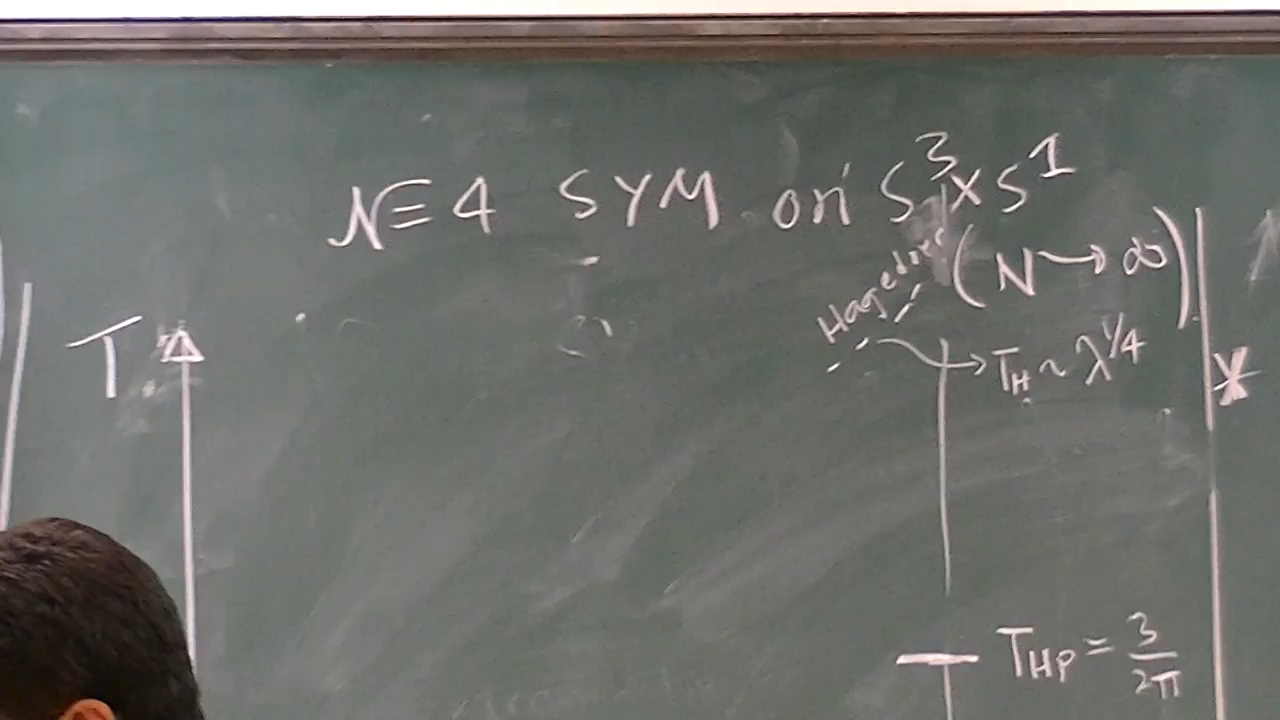 N=4 SYM on S³×S¹
(N→∞)
Hagedorn
T
→T_H ~ λ^{1/4}
T_HP = 3/2π